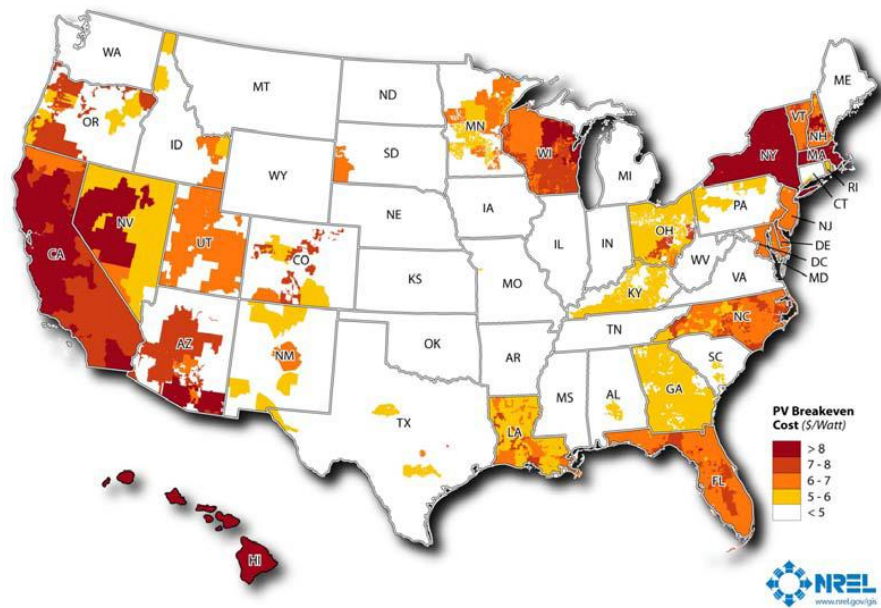 WA
MT
ND
MN
ME
OR
ID
SD
WI
VT
NH
NY
MA
WY
MI
RI
CT
NV
NE
IA
PA
NJ
CA
UT
CO
IL
IN
OH
DE
DC
MD
WV
VA
KS
MO
KY
AZ
NM
OK
AR
TN
NC
SC
TX
LA
MS
AL
GA
FL
HI
PV Breakeven
Cost ($/Watt)
> 8
7 - 8
6 - 7
5 - 6
< 5
NREL
www.nrel.gov/gis